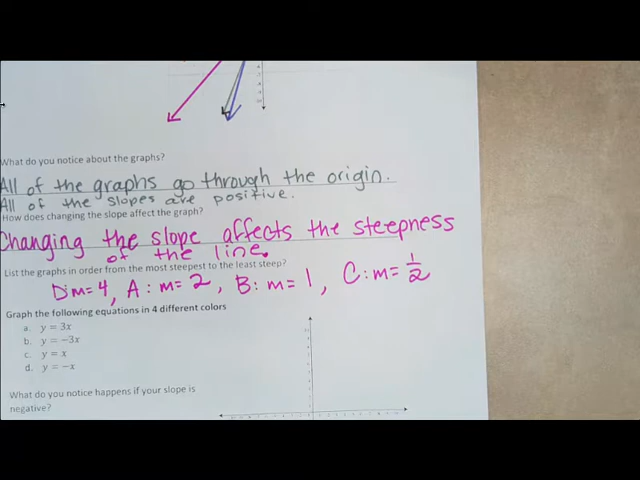 What do you notice about the graphs?
All of the graphs go through the origin.
All of the slopes are positive.
How does changing the slope affect the graph?
Changing the slope affects the steepness
of the line.
List the graphs in order from the most steepest to the least steep?
D: m=4, A: m=2, B: m=1, C: m=1/2
Graph the following equations in 4 different colors
a. y = 3x
b. y = −3x
c. y = x
d. y = −x
What do you notice happens if your slope is
negative?